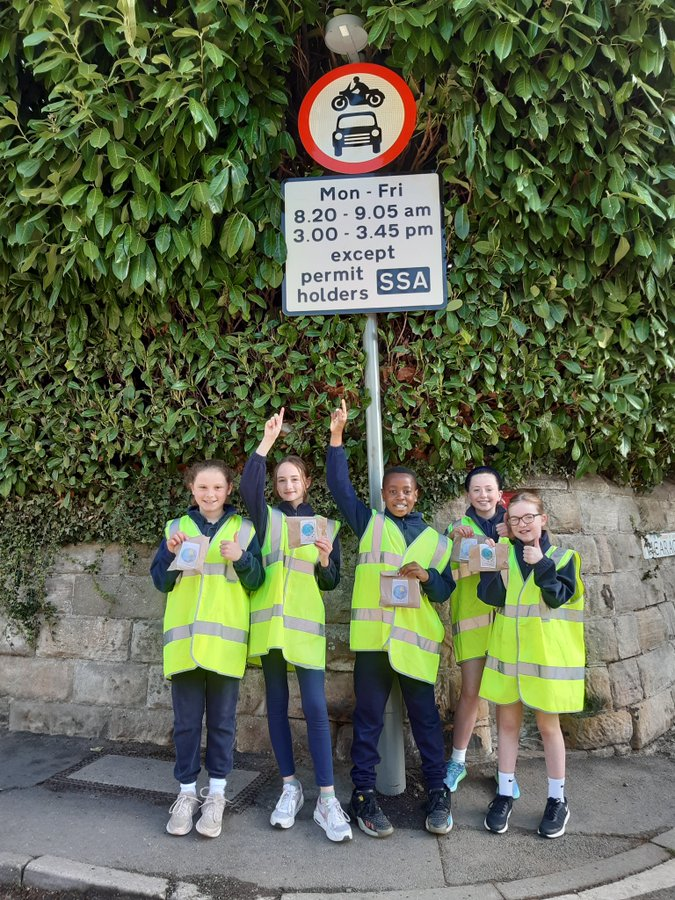 Mon - Fri
8.20 - 9.05 am
3.00 - 3.45 pm
except
permit
holders SSA